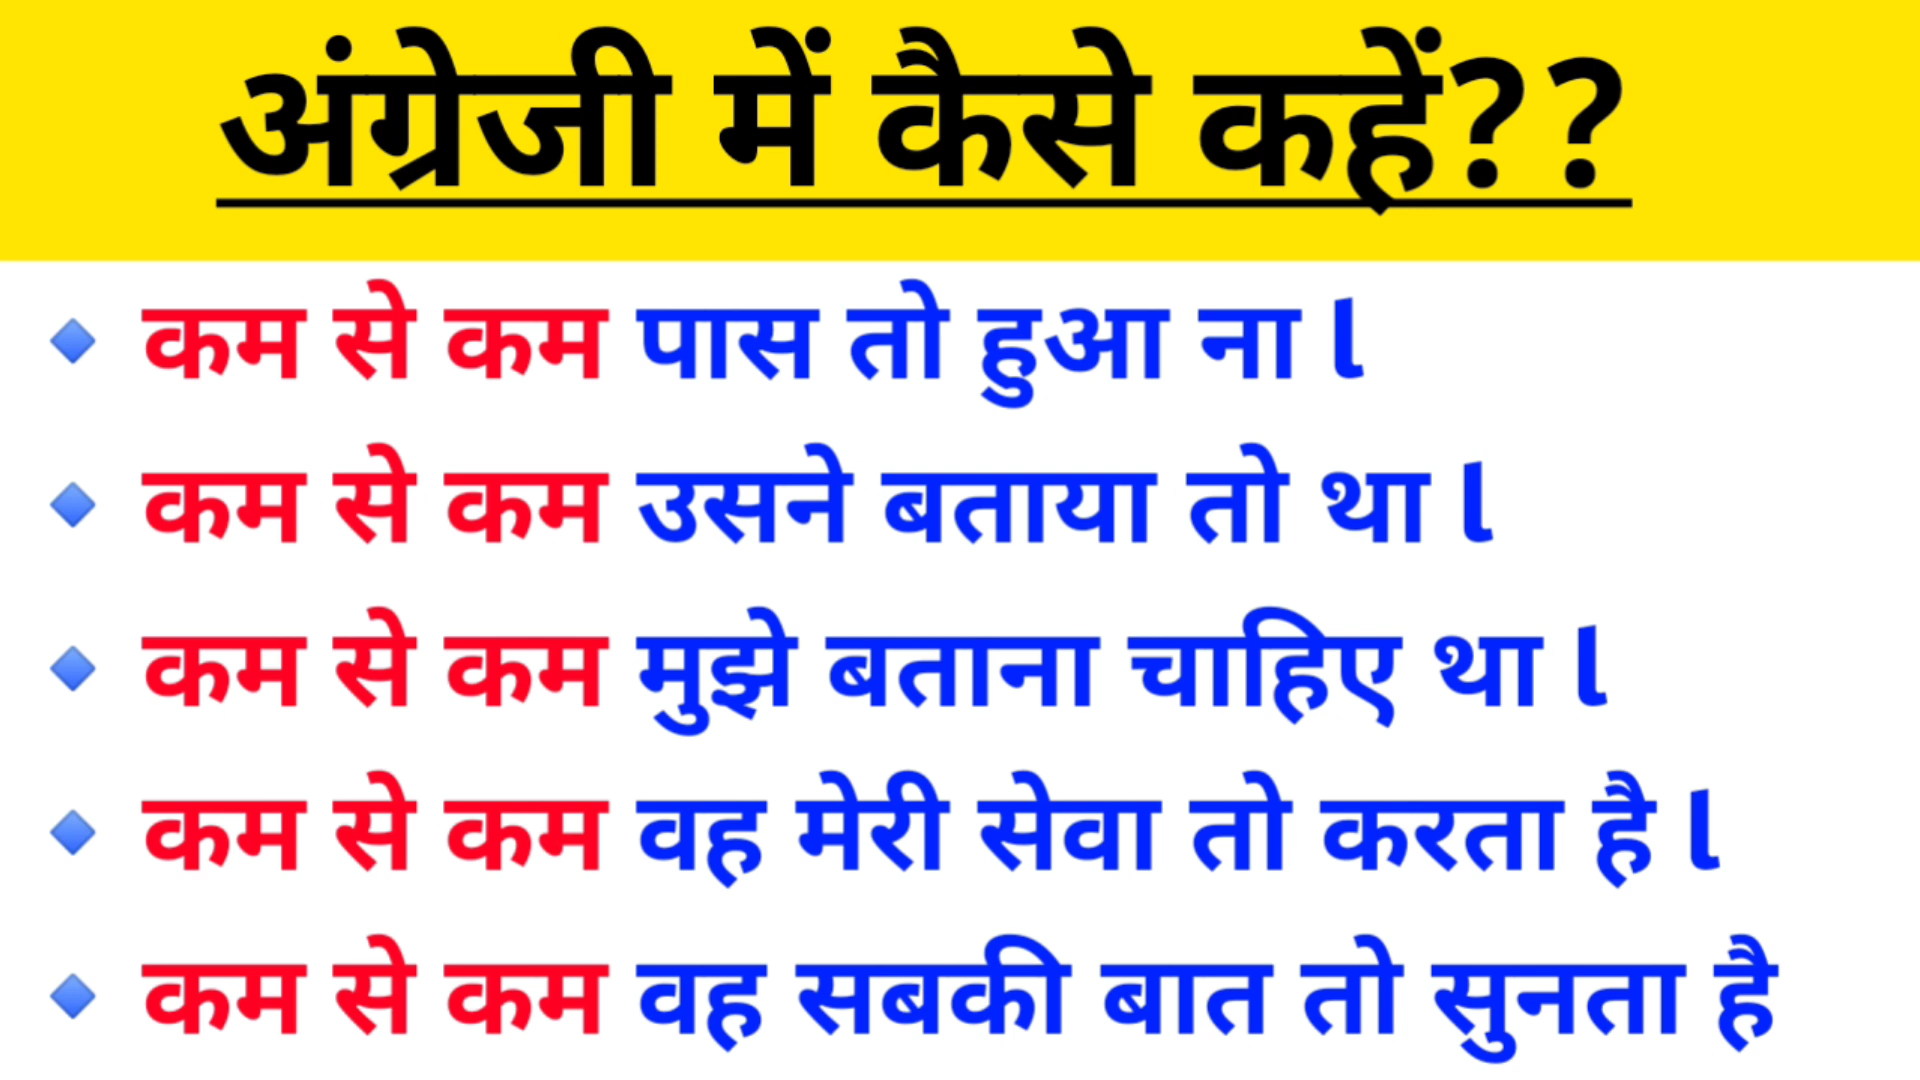 अंग्रेजी में कैसे कहें??
कम से कम पास तो हुआ ना l
कम से कम उसने बताया तो था l
कम से कम मुझे बताना चाहिए था l
कम से कम वह मेरी सेवा तो करता है l
कम से कम वह सबकी बात तो सुनता है